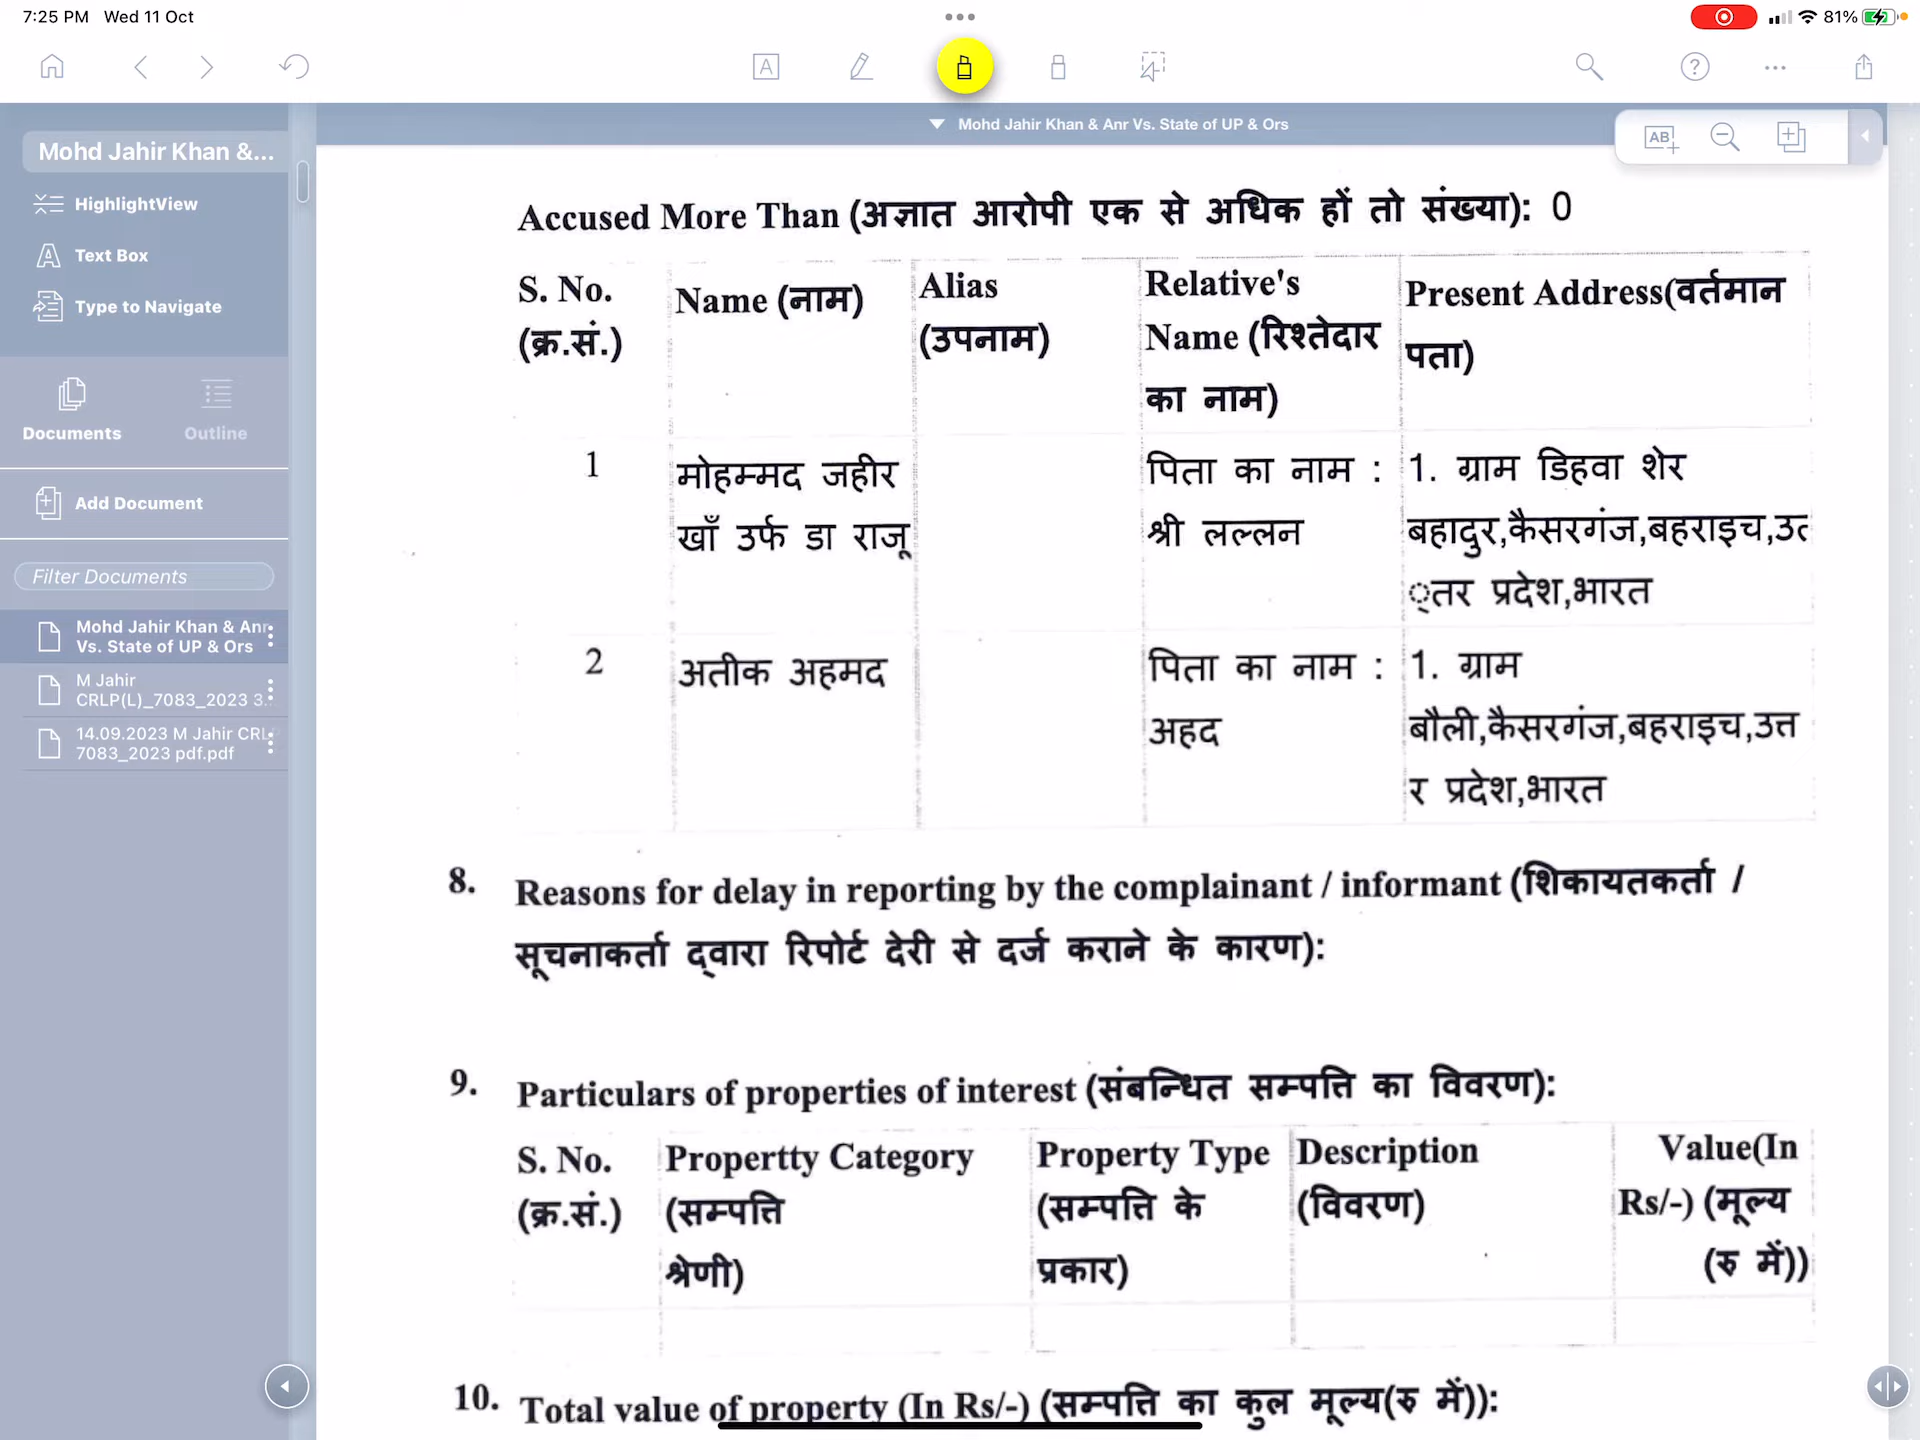 7:25 PM Wed 11 Oct
81%
A
?
Mohd Jahir Khan &...
HighlightView
Text Box
Type to Navigate
Documents
Outline
Add Document
Filter Documents
Mohd Jahir Khan & Anr
Vs. State of UP & Ors
M Jahir
CRLP(L)_7083_2023 3...
14.09.2023 M Jahir CRL
7083_2023 pdf.pdf
Mohd Jahir Khan & Anr Vs. State of UP & Ors
AB
Accused More Than (अज्ञात आरोपी एक से अधिक हों तो संख्या): 0
S. No. (क्र.सं.)
Name (नाम)
Alias (उपनाम)
Relative's Name (रिश्तेदार का नाम)
Present Address(वर्तमान पता)
1
मोहम्मद जहीर
खाँ उर्फ डा राजू
पिता का नाम :
श्री लल्लन
1. ग्राम डिहवा शेर
बहादुर,कैसरगंज,बहराइच,उत
्तर प्रदेश,भारत
2
अतीक अहमद
पिता का नाम :
अहद
1. ग्राम
बौली,कैसरगंज,बहराइच,उत्त
र प्रदेश,भारत
8. Reasons for delay in reporting by the complainant / informant (शिकायतकर्ता /
सूचनाकर्ता द्वारा रिपोर्ट देरी से दर्ज कराने के कारण):
9. Particulars of properties of interest (संबन्धित सम्पत्ति का विवरण):
S. No.
(क्र.सं.)
Propertty Category
(सम्पत्ति
श्रेणी)
Property Type
(सम्पत्ति के
प्रकार)
Description
(विवरण)
Value(In
Rs/-) (मूल्य
(रु में))
10. Total value of property (In Rs/-) (सम्पत्ति का कुल मूल्य(रु में)):